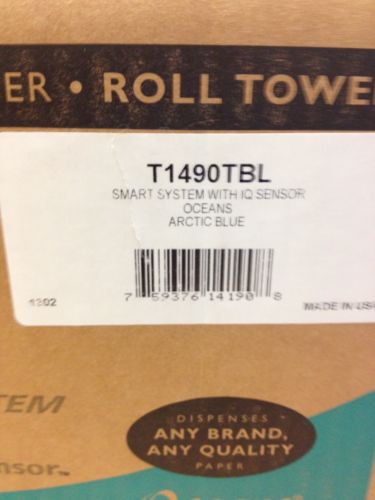 ER • ROLL TOWE
T1490TBL
SMART SYSTEM WITH IQ SENSOR
OCEANS
ARCTIC BLUE
7 59376 14190 8
4302 MADE IN USA
TEM
DISPENSES
ANY BRAND,
ANY QUALITY
PAPER
nsor™